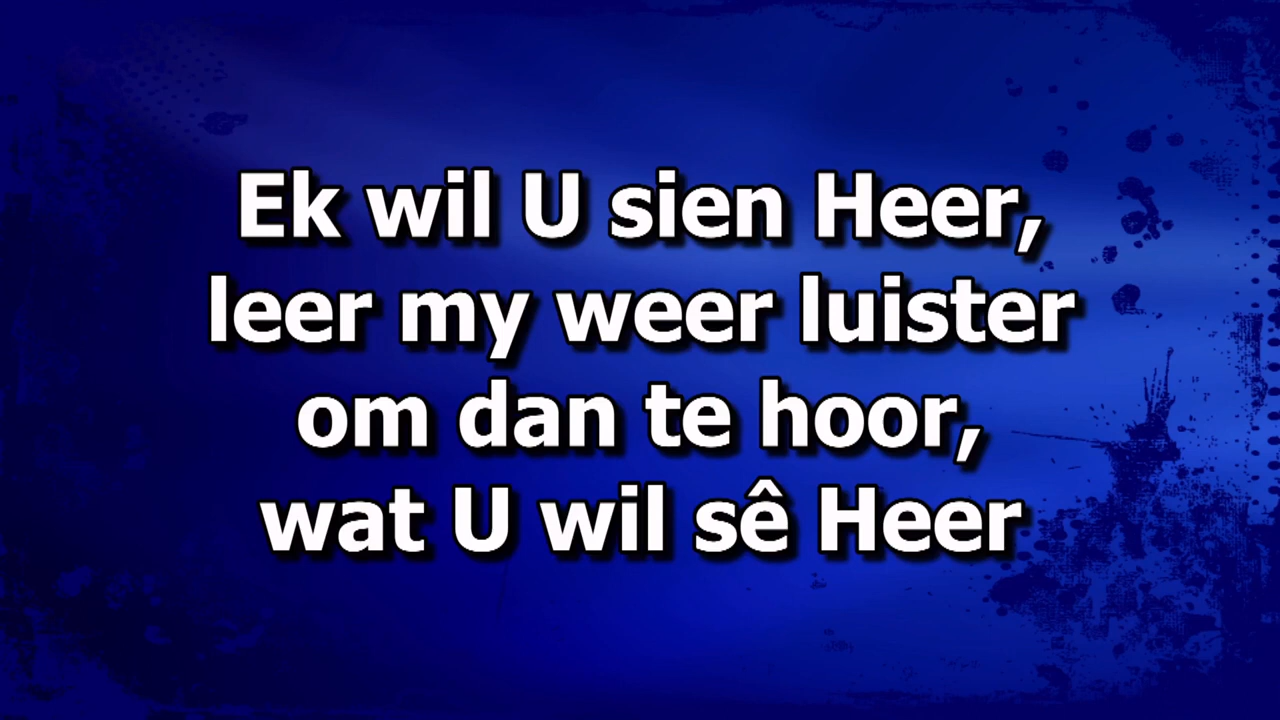 Ek wil U sien Heer,
leer my weer luister
om dan te hoor,
wat U wil sê Heer